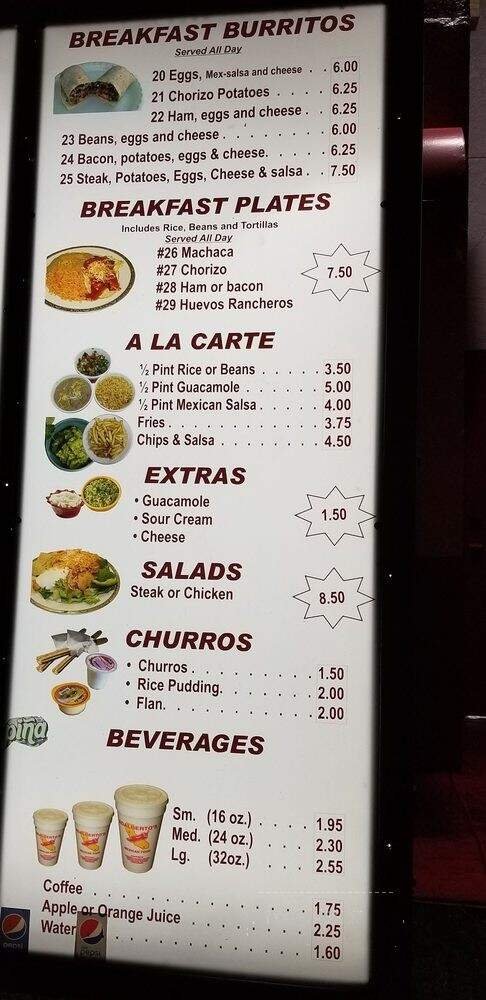 BREAKFAST BURRITOS
Served All Day
20 Eggs, Mex-salsa and cheese . . 6.00
21 Chorizo Potatoes . . . . . 6.25
22 Ham, eggs and cheese . . 6.25
23 Beans, eggs and cheese . . . . . . . 6.00
24 Bacon, potatoes, eggs & cheese. . . . . 6.25
25 Steak, Potatoes, Eggs, Cheese & salsa . . 7.50
BREAKFAST PLATES
Includes Rice, Beans and Tortillas
Served All Day
#26 Machaca
#27 Chorizo
#28 Ham or bacon
#29 Huevos Rancheros
7.50
A LA CARTE
½ Pint Rice or Beans . . . . . . 3.50
½ Pint Guacamole . . . . . . . 5.00
½ Pint Mexican Salsa . . . . . 4.00
Fries . . . . . . . . . . . . 3.75
Chips & Salsa . . . . . . . . 4.50
EXTRAS
• Guacamole
• Sour Cream
• Cheese
1.50
SALADS
Steak or Chicken
8.50
CHURROS
• Churros . . . . . . . . . . 1.50
• Rice Pudding. . . . . . . . 2.00
• Flan. . . . . . . . . . . . 2.00
BEVERAGES
Sm. (16 oz.) . . . . 1.95
Med. (24 oz.) . . . . 2.30
Lg. (32oz.) . . . . 2.55
Coffee . . . . . . . . . . . . 1.75
Apple or Orange Juice . . . . . . 2.25
Water . . . . . . . . . . . 1.60
pepsi
pepsi